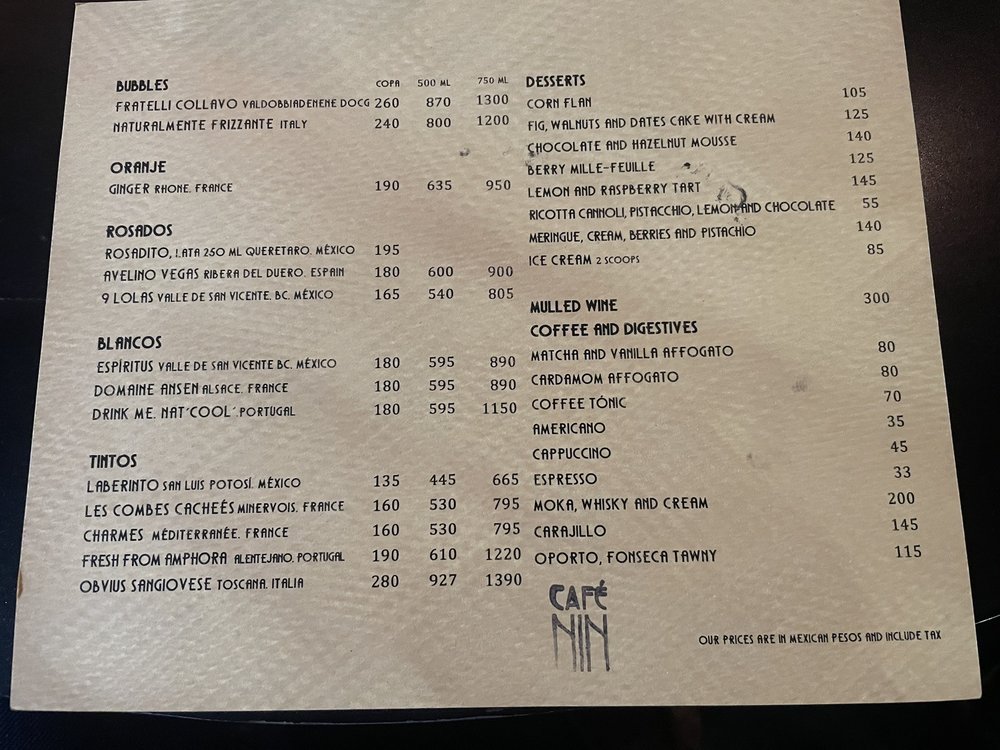 BUBBLES COPA 500 ML 750 ML
FRATELLI COLLAVO VALDOBBIADENENE DOCG 260 870 1300
NATURALMENTE FRIZZANTE ITALY 240 800 1200
ORANJE
GINGER RHONE, FRANCE 190 635 950
ROSADOS
ROSADITO, LATA 250 ML QUERETARO, MÉXICO 195
AVELINO VEGAS RIBERA DEL DUERO, ESPAIN 180 600 900
9 LOLAS VALLE DE SAN VICENTE, BC. MÉXICO 165 540 805
BLANCOS
ESPÍRITUS VALLE DE SAN VICENTE BC. MÉXICO 180 595 890
DOMAINE ANSEN ALSACE, FRANCE 180 595 890
DRINK ME, NAT´COOL´.PORTUGAL 180 595 1150
TINTOS
LABERINTO SAN LUIS POTOSÍ, MÉXICO 135 445 665
LES COMBES CACHEÉS MINERVOIS, FRANCE 160 530 795
CHARMES MÉDITERRANÉE, FRANCE 160 530 795
FRESH FROM AMPHORA ALENTEJANO, PORTUGAL 190 610 1220
OBVIUS SANGIOVESE TOSCANA, ITALIA 280 927 1390
DESSERTS
CORN FLAN 105
FIG, WALNUTS AND DATES CAKE WITH CREAM 125
CHOCOLATE AND HAZELNUT MOUSSE 140
BERRY MILLE-FEUILLE 125
LEMON AND RASPBERRY TART 145
RICOTTA CANNOLI, PISTACCHIO, LEMON AND CHOCOLATE 55
MERINGUE, CREAM, BERRIES AND PISTACHIO 140
ICE CREAM 2 SCOOPS 85
MULLED WINE 300
COFFEE AND DIGESTIVES
MATCHA AND VANILLA AFFOGATO 80
CARDAMOM AFFOGATO 80
COFFEE TÓNIC 70
AMERICANO 35
CAPPUCCINO 45
ESPRESSO 33
MOKA, WHISKY AND CREAM 200
CARAJILLO 145
OPORTO, FONSECA TAWNY 115
CAFÉ
NIN
OUR PRICES ARE IN MEXICAN PESOS AND INCLUDE TAX